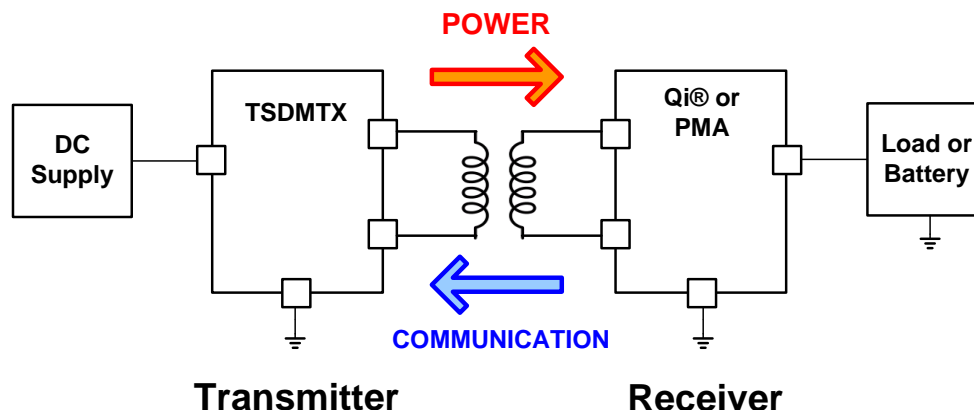 POWER
TSDMTX
Qi® or
PMA
DC
Supply
Load or
Battery
COMMUNICATION
Transmitter
Receiver